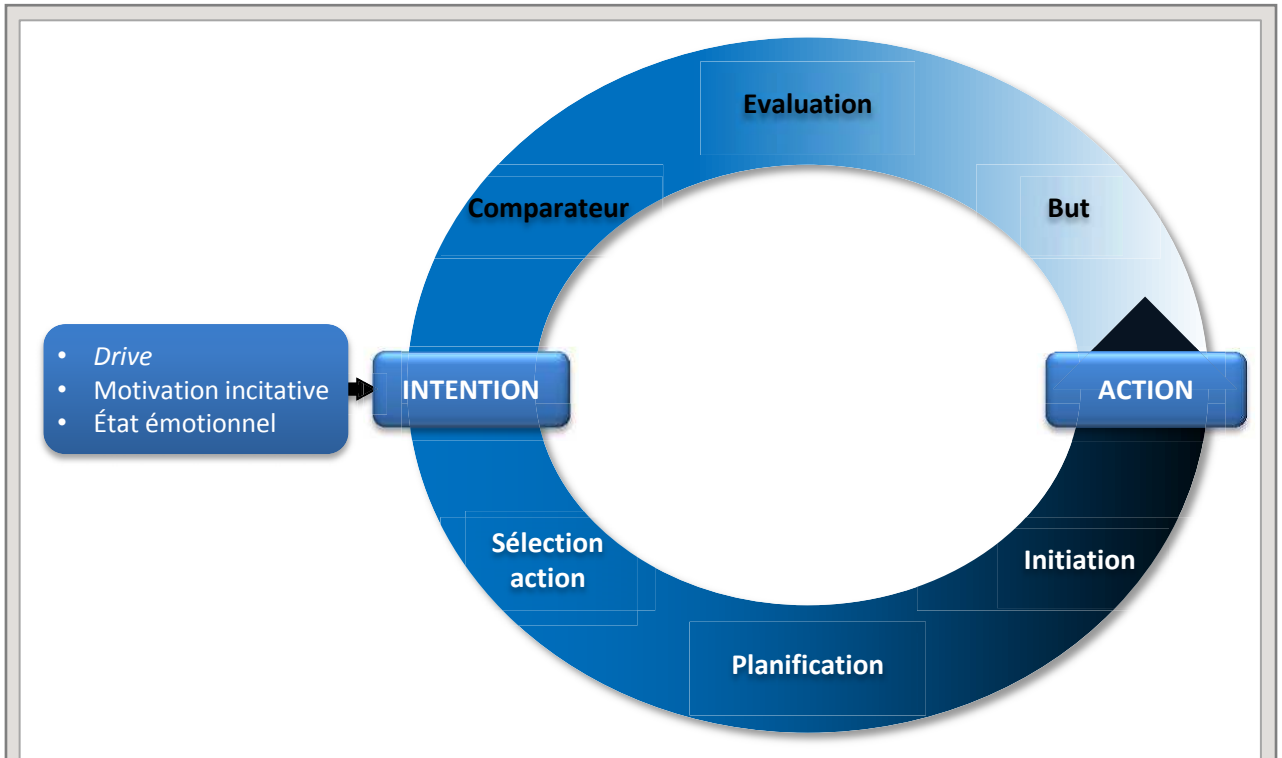 Evaluation
Comparateur
But
• Drive
• Motivation incitative
• État émotionnel
INTENTION
ACTION
Sélection
action
Initiation
Planification